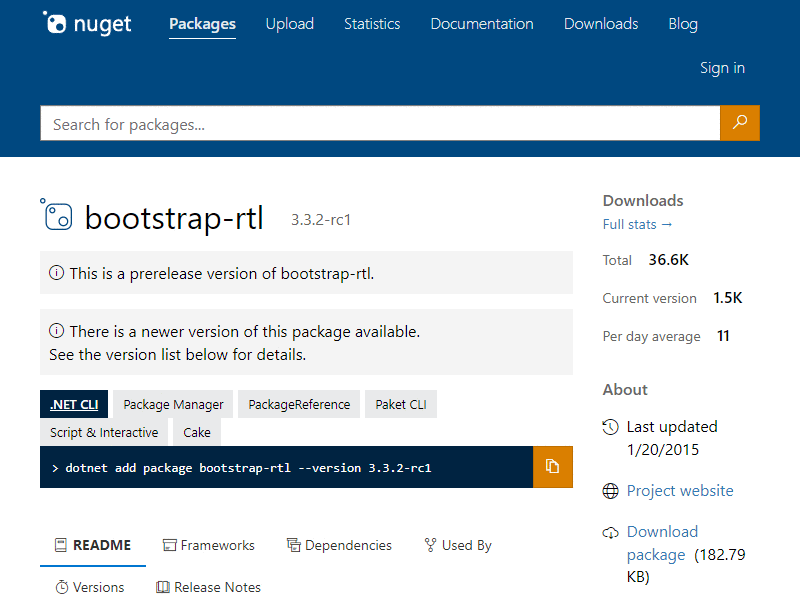 nuget
Packages
Upload
Statistics
Documentation
Downloads
Blog
Sign in
Search for packages...
bootstrap-rtl 3.3.2-rc1
This is a prerelease version of bootstrap-rtl.
There is a newer version of this package available.
See the version list below for details.
.NET CLI
Package Manager
PackageReference
Paket CLI
Script & Interactive
Cake
> dotnet add package bootstrap-rtl --version 3.3.2-rc1
README
Frameworks
Dependencies
Used By
Versions
Release Notes
Downloads
Full stats →
Total 36.6K
Current version 1.5K
Per day average 11
About
Last updated
1/20/2015
Project website
Download
package (182.79
KB)